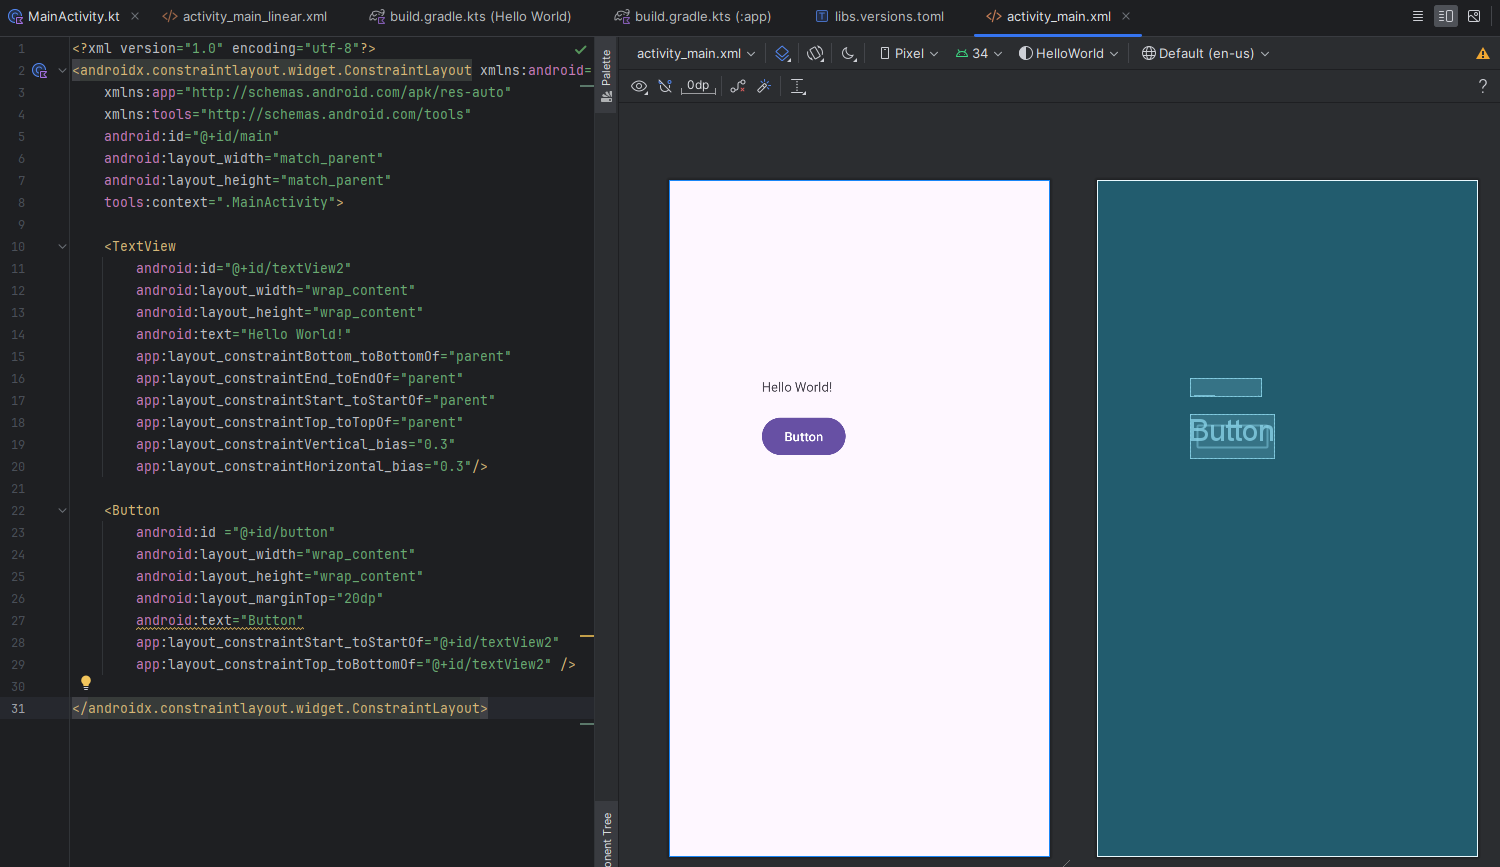 MainActivity.kt
activity_main_linear.xml
build.gradle.kts (Hello World)
build.gradle.kts (:app)
libs.versions.toml
activity_main.xml
1 <?xml version="1.0" encoding="utf-8"?>
2 <androidx.constraintlayout.widget.ConstraintLayout xmlns:android=
3 xmlns:app="http://schemas.android.com/apk/res-auto"
4 xmlns:tools="http://schemas.android.com/tools"
5 android:id="@+id/main"
6 android:layout_width="match_parent"
7 android:layout_height="match_parent"
8 tools:context=".MainActivity">
9
10 <TextView
11 android:id="@+id/textView2"
12 android:layout_width="wrap_content"
13 android:layout_height="wrap_content"
14 android:text="Hello World!"
15 app:layout_constraintBottom_toBottomOf="parent"
16 app:layout_constraintEnd_toEndOf="parent"
17 app:layout_constraintStart_toStartOf="parent"
18 app:layout_constraintTop_toTopOf="parent"
19 app:layout_constraintVertical_bias="0.3"
20 app:layout_constraintHorizontal_bias="0.3"/>
21
22 <Button
23 android:id ="@+id/button"
24 android:layout_width="wrap_content"
25 android:layout_height="wrap_content"
26 android:layout_marginTop="20dp"
27 android:text="Button"
28 app:layout_constraintStart_toStartOf="@+id/textView2"
29 app:layout_constraintTop_toBottomOf="@+id/textView2" />
30
31 </androidx.constraintlayout.widget.ConstraintLayout>
Palette
onent Tree
activity_main.xml
Pixel
34
HelloWorld
Default (en-us)
0dp
?
Hello World!
Button
Button